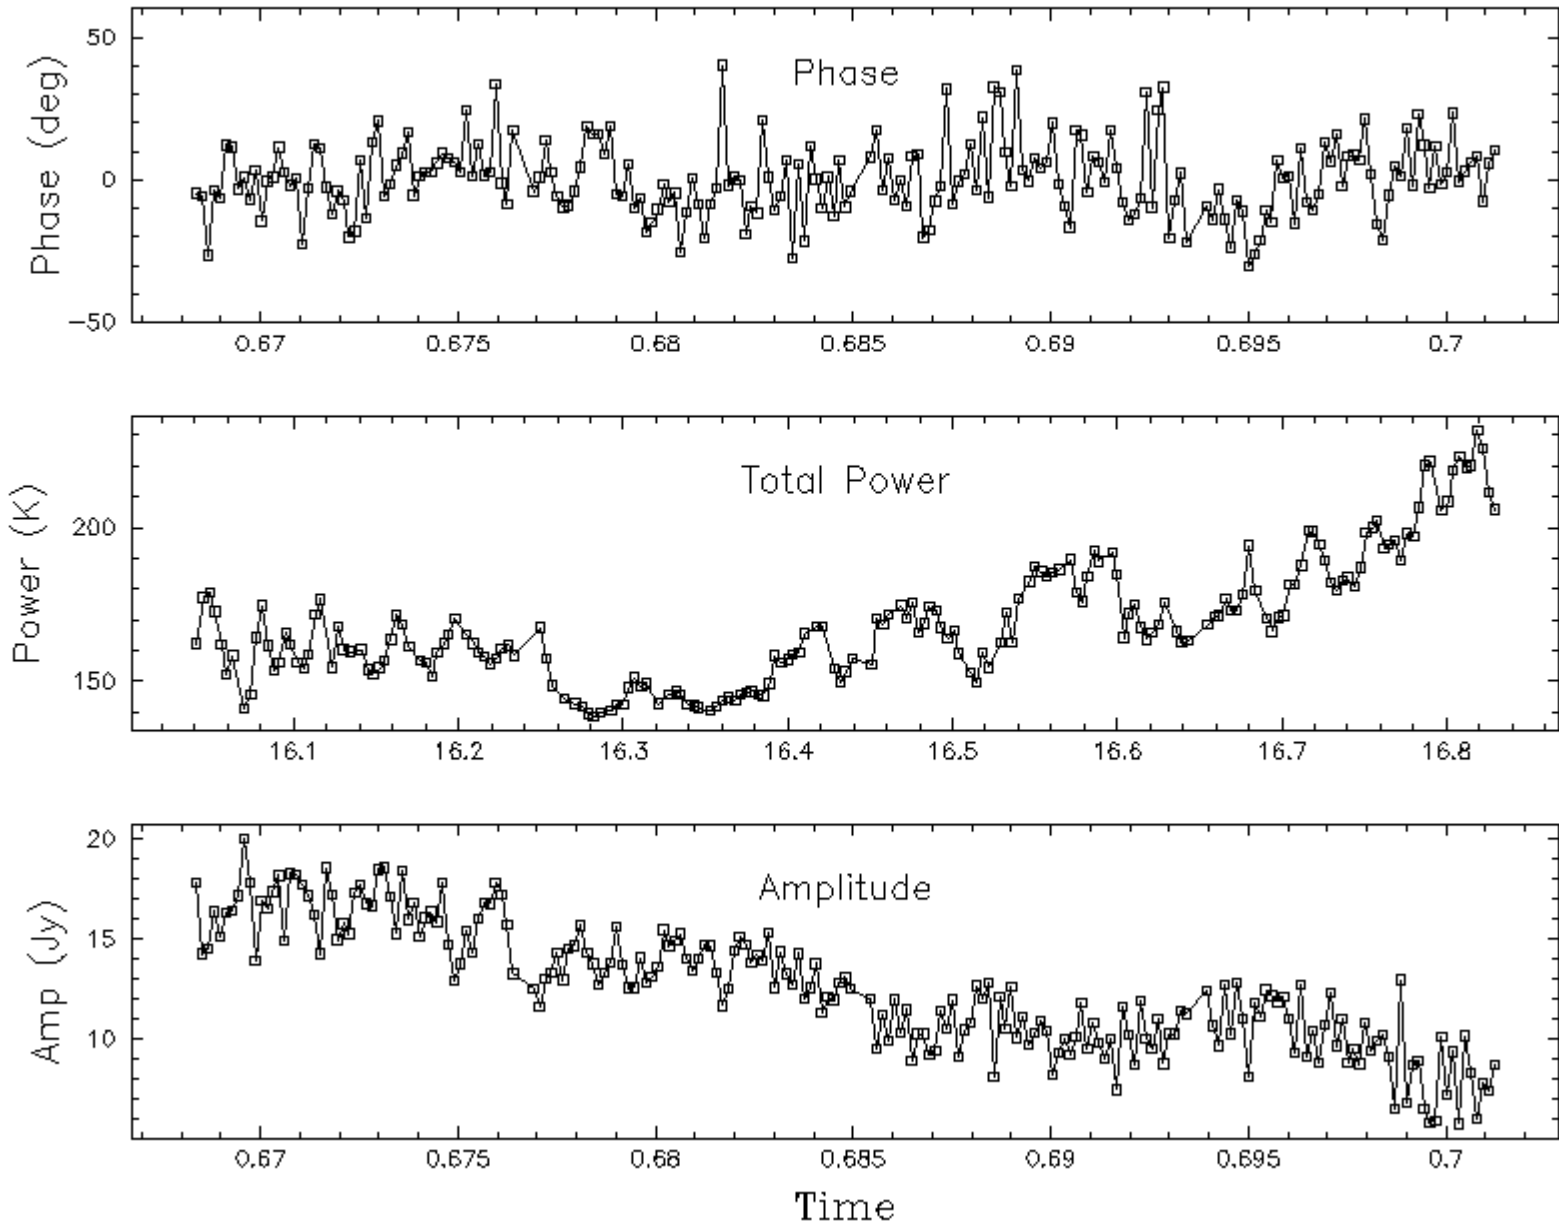 Phase
Phase (deg)
50
0
−50
0.67 0.675 0.68 0.685 0.69 0.695 0.7
Total Power
Power (K)
200
150
16.1 16.2 16.3 16.4 16.5 16.6 16.7 16.8
Amplitude
Amp (Jy)
20
15
10
0.67 0.675 0.68 0.685 0.69 0.695 0.7
Time